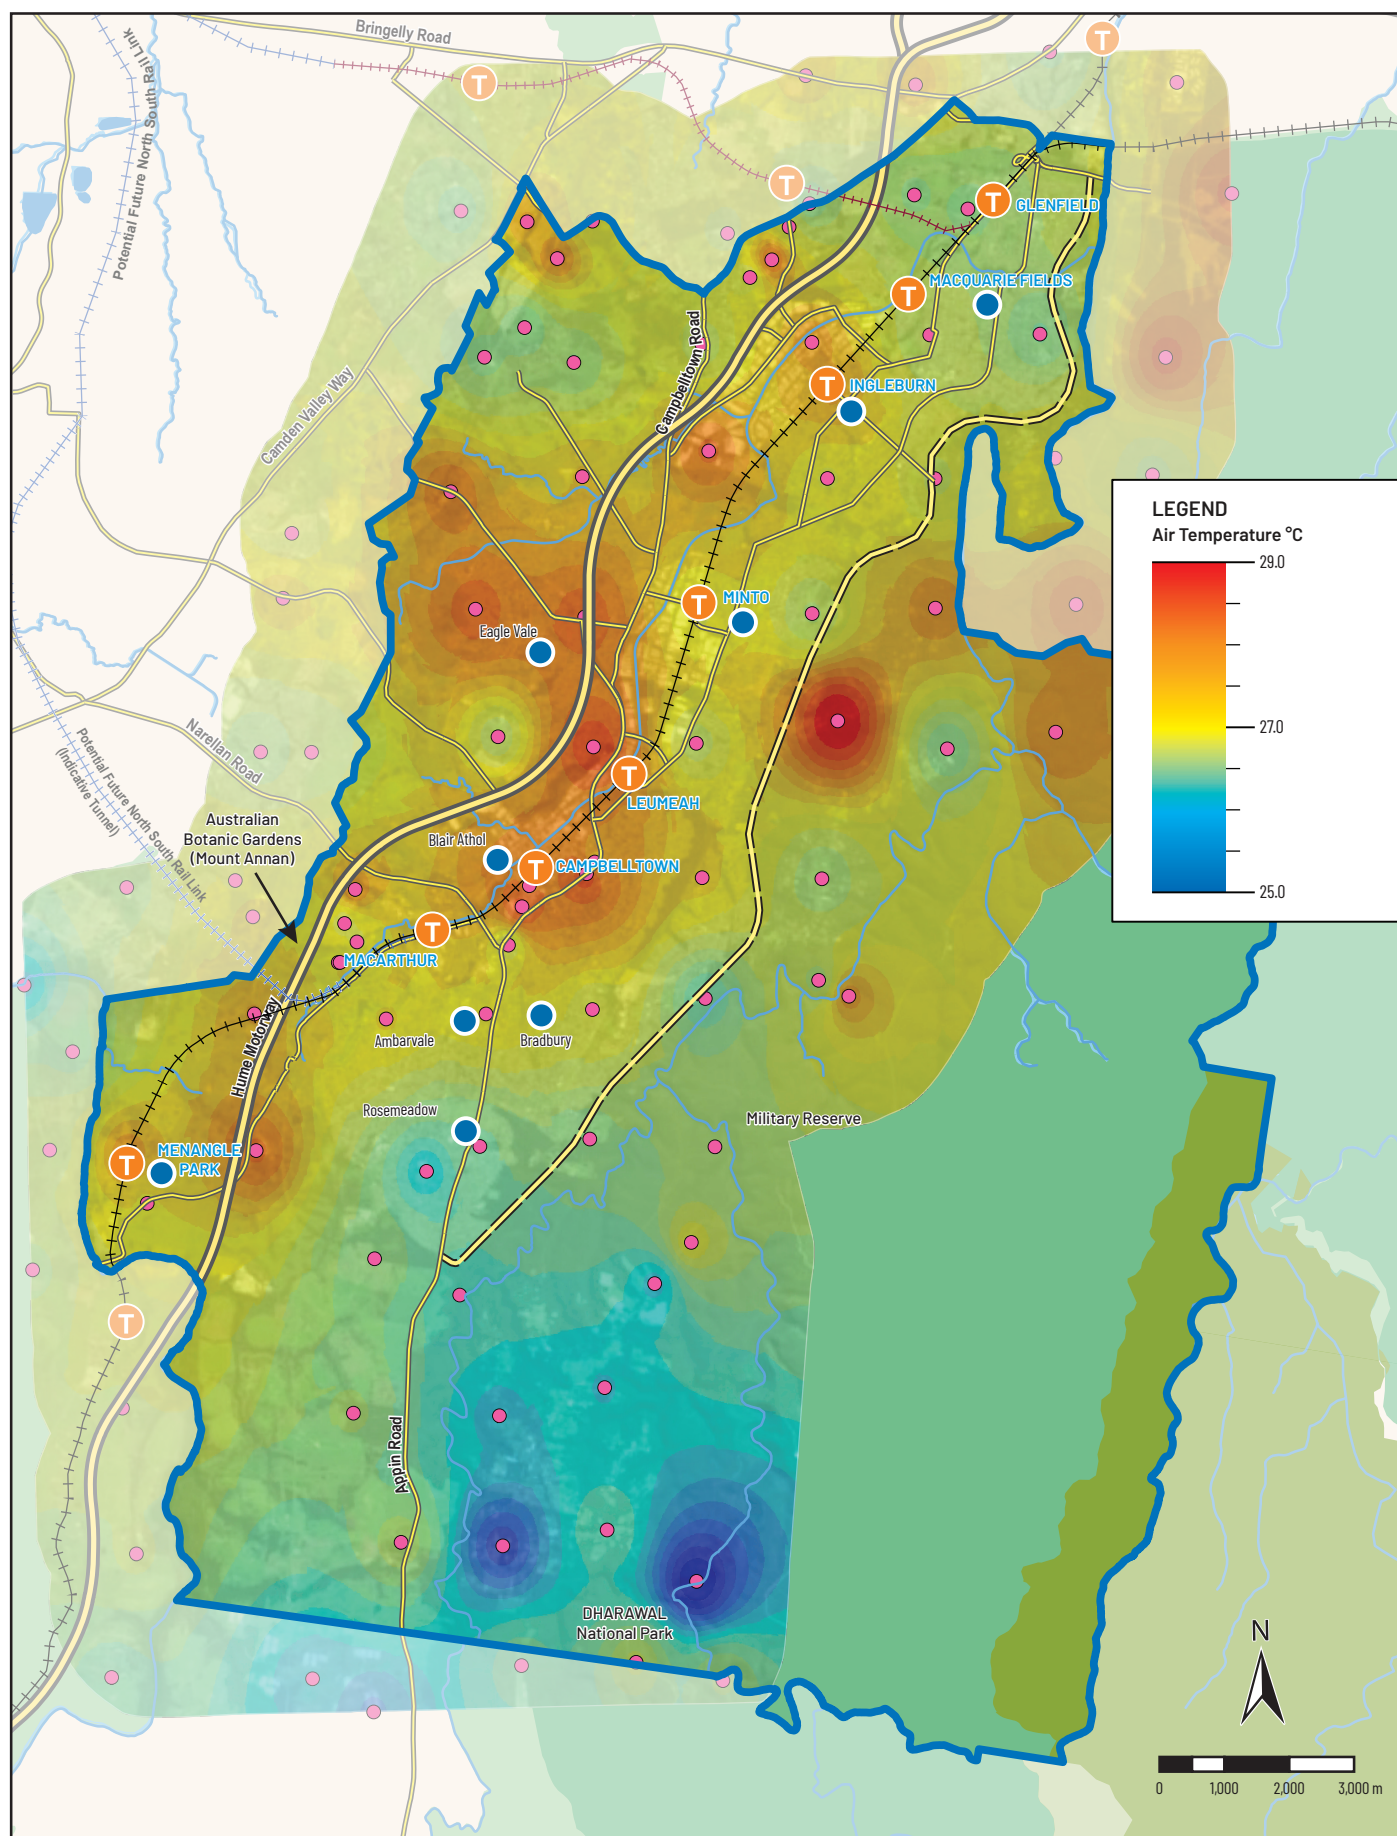 Bringelly Road
T
T
Potential Future North South Rail Link
T
T
GLENFIELD
T
MACQUARIE FIELDS
Campbelltown Road
Camden Valley Way
T
INGLEBURN
LEGEND
Air Temperature °C
29.0
27.0
25.0
T
MINTO
Eagle Vale
Narellan Road
Potential Future North South Rail Link
(Indicative Tunnel)
T
LEUMEAH
Australian
Botanic Gardens
(Mount Annan)
Blair Athol
T
CAMPBELLTOWN
T
MACARTHUR
Hume Motorway
Ambarvale
Bradbury
Rosemeadow
Military Reserve
T
MENANGLE
PARK
T
Appin Road
DHARAWAL
National Park
N
0
1,000
2,000
3,000 m